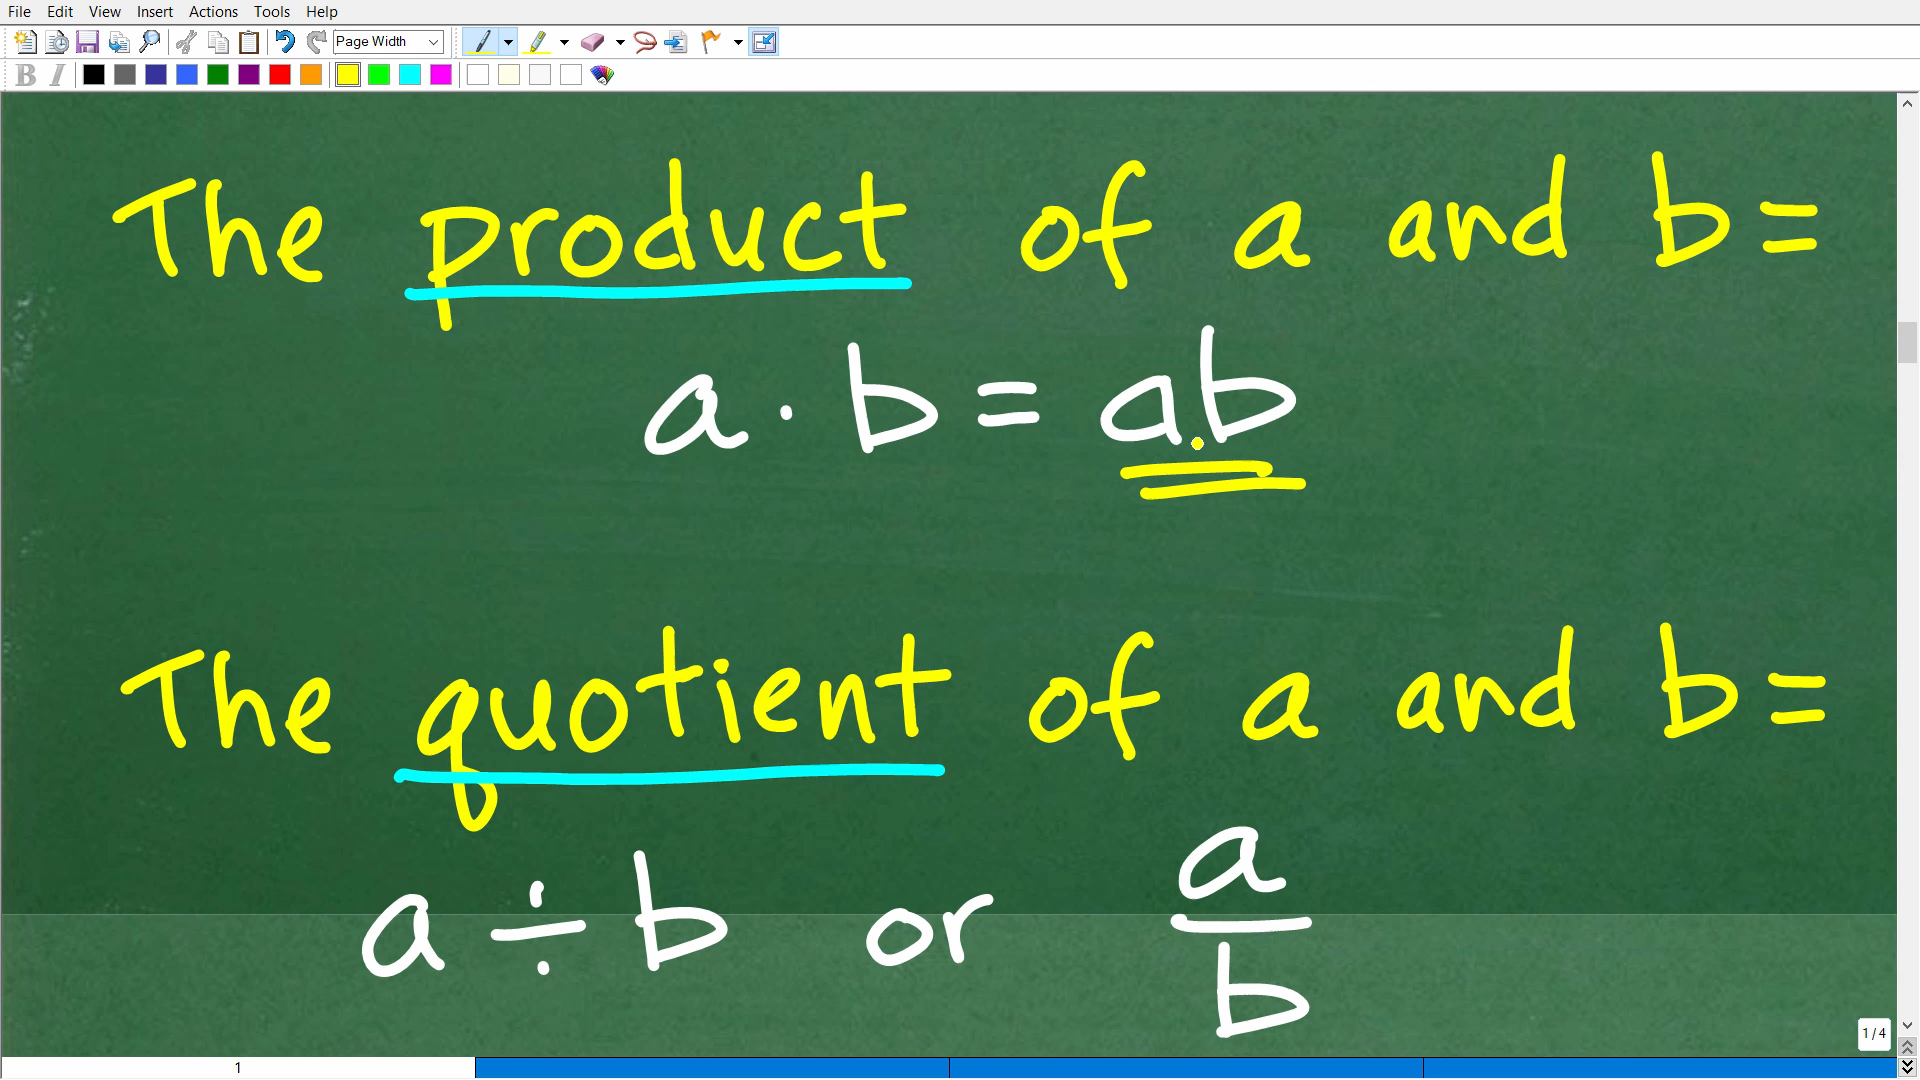 File Edit View Insert Actions Tools Help
Page Width
B I
The product of a and b =
a · b = ab
The quotient of a and b =
a ÷ b or a/b
1 / 4
1